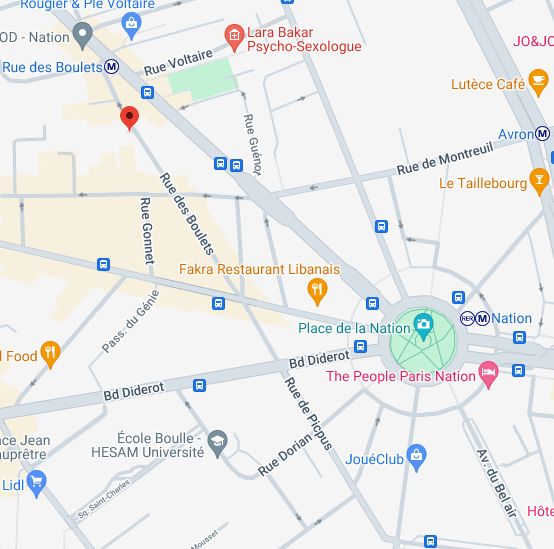 Rougier & Plé Voltaire
OD - Nation
Lara Bakar
Psycho-Sexologue
JO&JO
Rue des Boulets
M
Rue Voltaire
Lutèce Café
Rue Guénot
Avron
M
Rue de Montreuil
Le Taillebourg
Rue des Boulets
Rue Gonnet
Fakra Restaurant Libanais
Pass. du Génie
RER
M
Nation
Place de la Nation
l Food
Bd Diderot
The People Paris Nation
Bd Diderot
Rue de Picpus
ace Jean
auprêtre
École Boulle -
HESAM Université
Rue Dorian
JouéClub
Av. du Bel air
Lidl
Sq. Saint-Charles
Hôte
Mousset